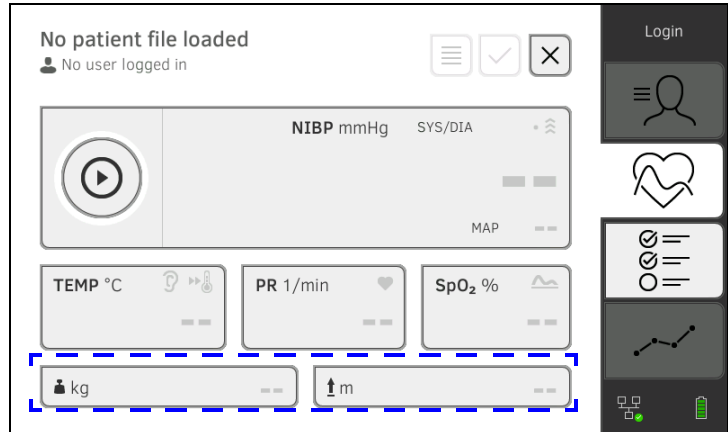 No patient file loaded
No user logged in
Login
NIBP mmHg SYS/DIA
-- --
MAP --
TEMP °C
--
PR 1/min
--
SpO₂ %
--
kg --
m --